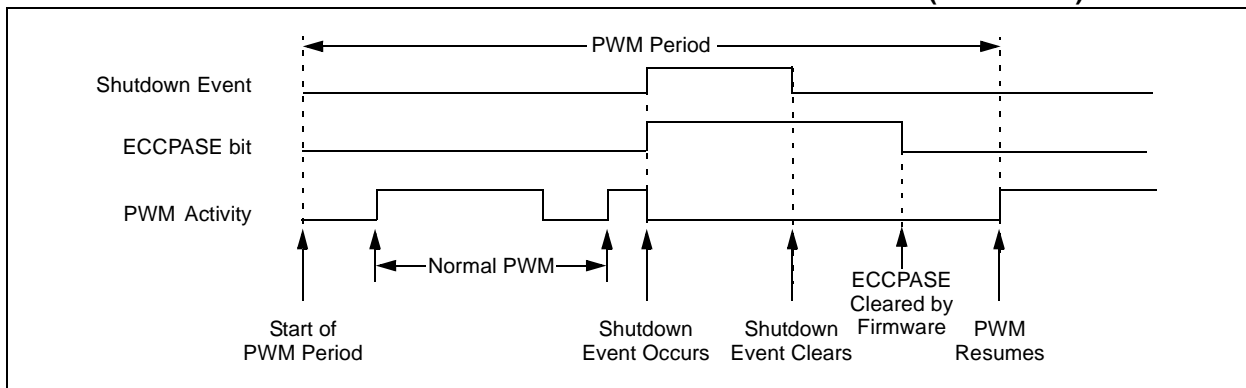 PWM Period
Shutdown Event
ECCPASE bit
PWM Activity
Normal PWM
Start of
PWM Period
Shutdown
Event Occurs
Shutdown
Event Clears
ECCPASE
Cleared by
Firmware
PWM
Resumes